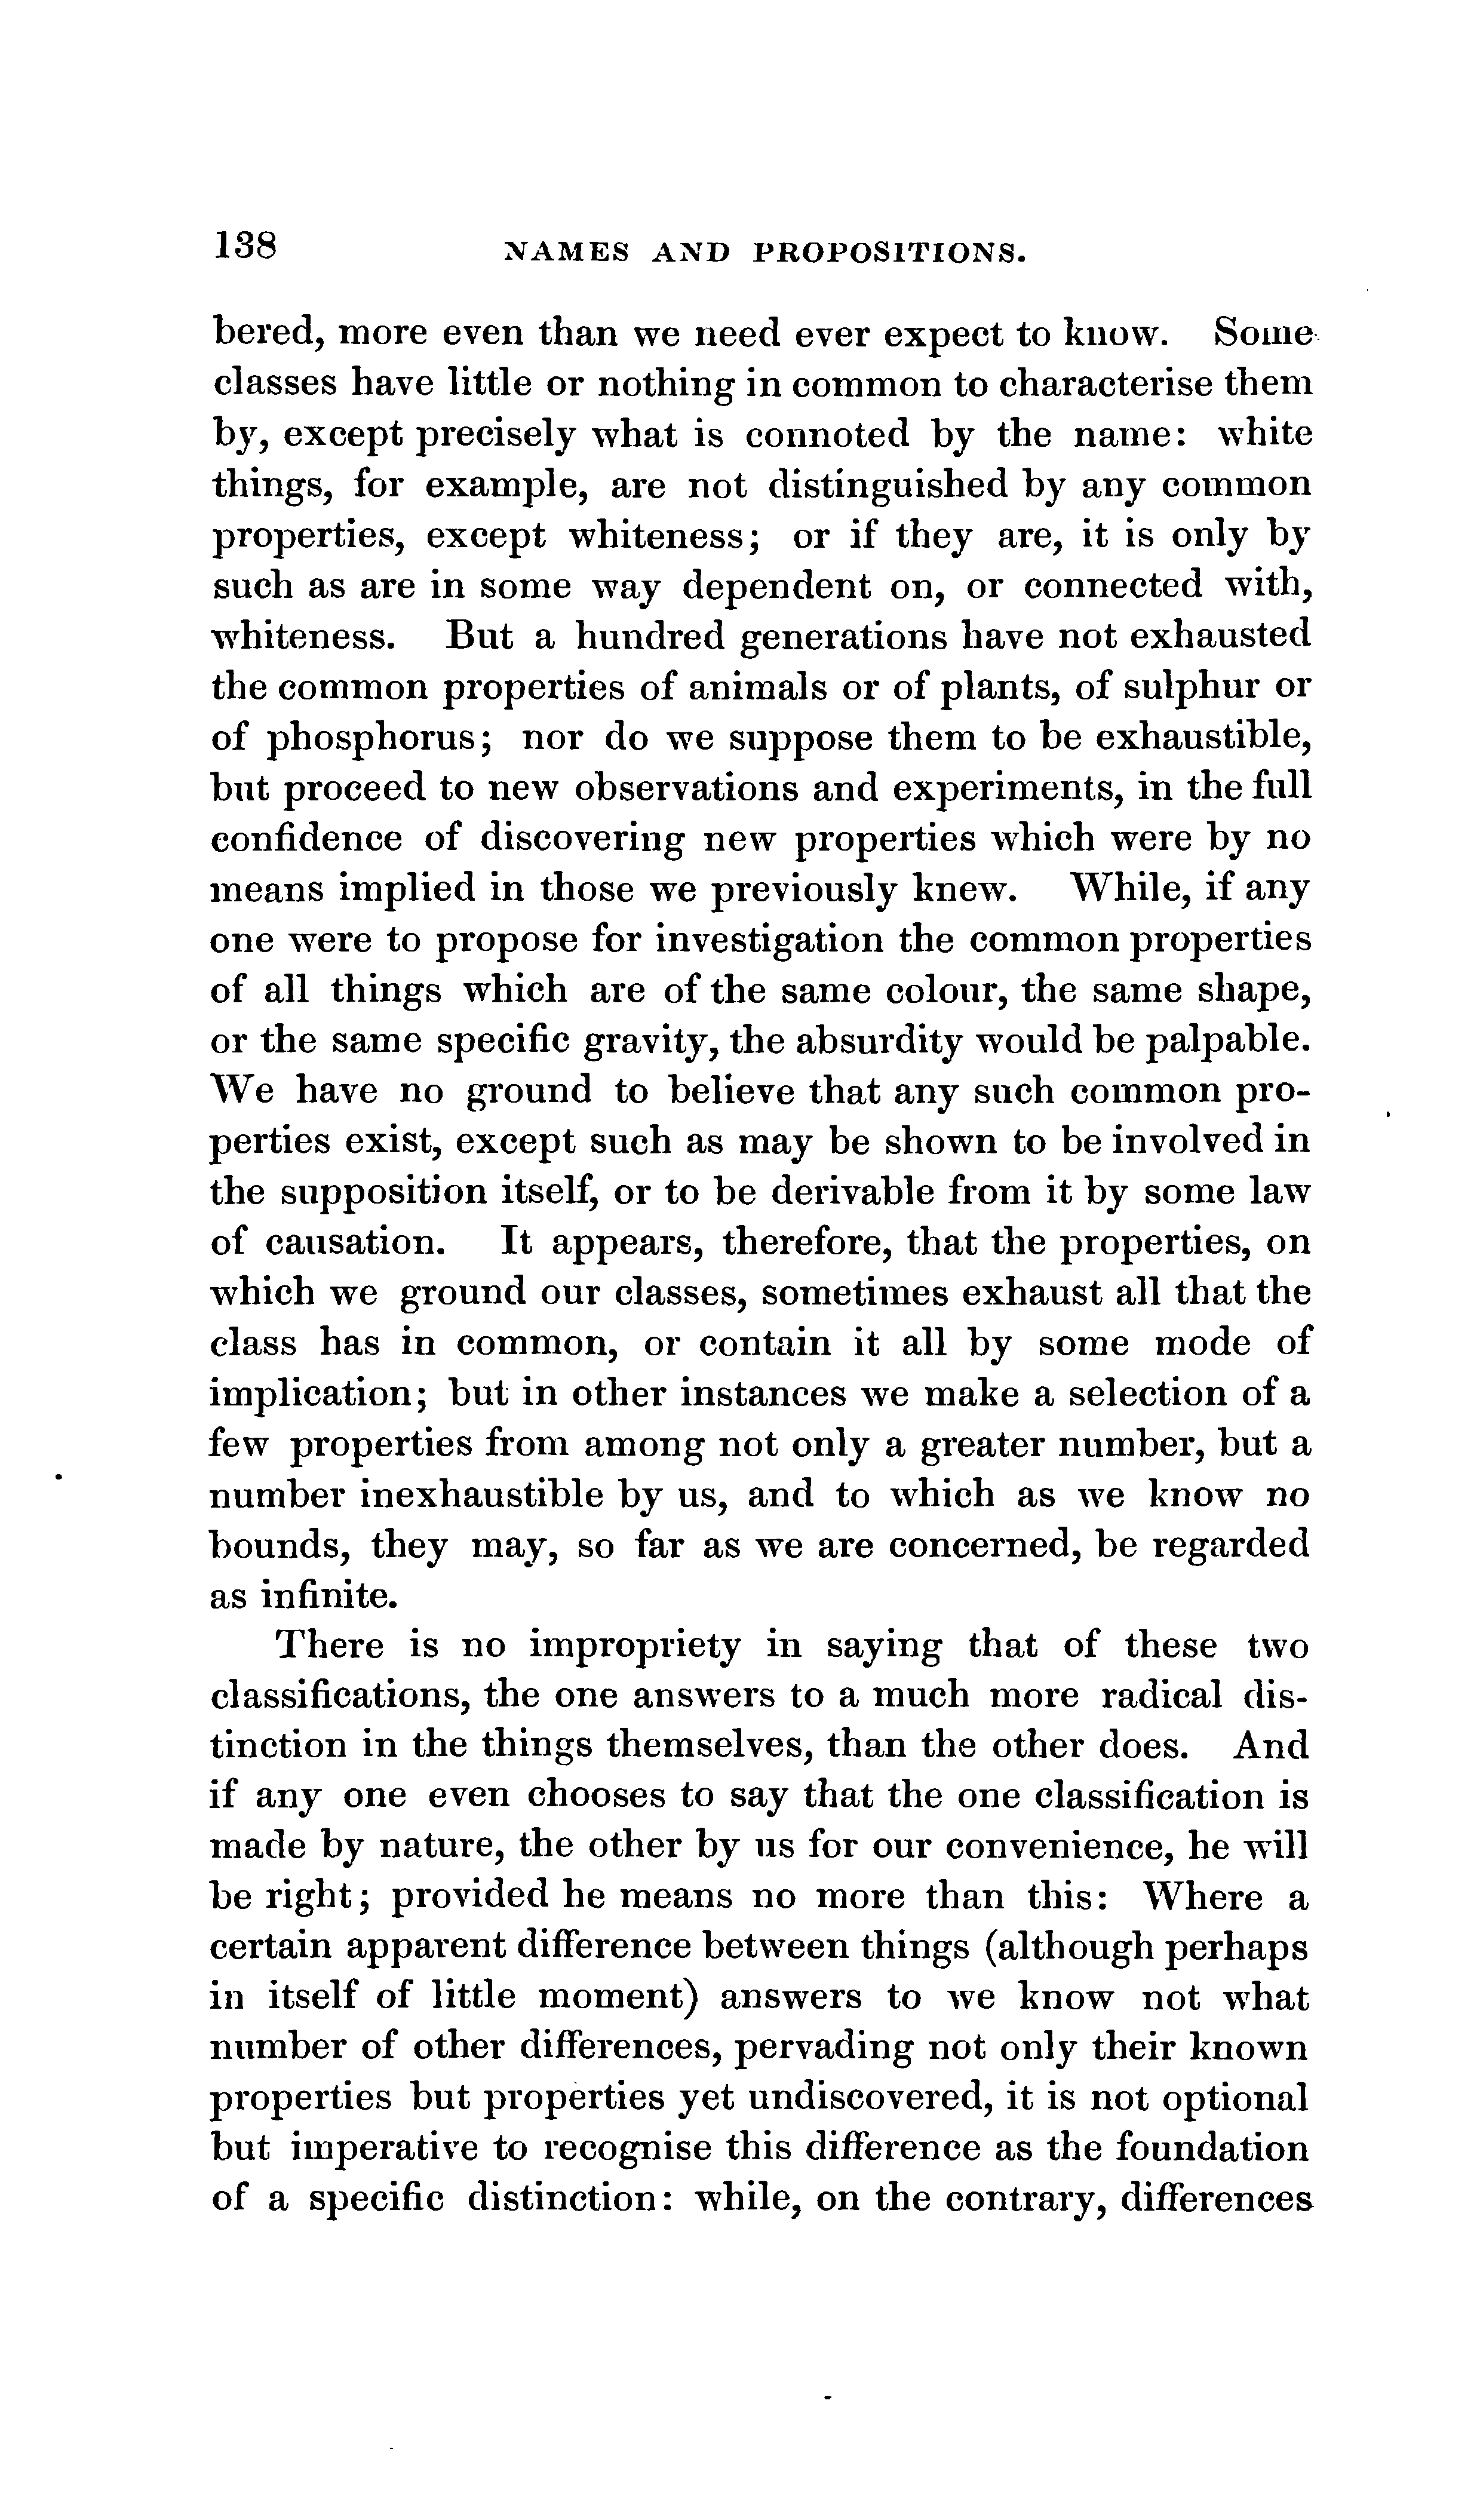 138 NAMES AND PROPOSITIONS.
bered, more even than we need ever expect to know. Some
classes have little or nothing in common to characterise them
by, except precisely what is connoted by the name: white
things, for example, are not distinguished by any common
properties, except whiteness; or if they are, it is only by
such as are in some way dependent on, or connected with,
whiteness. But a hundred generations have not exhausted
the common properties of animals or of plants, of sulphur or
of phosphorus; nor do we suppose them to be exhaustible,
but proceed to new observations and experiments, in the full
confidence of discovering new properties which were by no
means implied in those we previously knew. While, if any
one were to propose for investigation the common properties
of all things which are of the same colour, the same shape,
or the same specific gravity, the absurdity would be palpable.
We have no ground to believe that any such common pro-
perties exist, except such as may be shown to be involved in
the supposition itself, or to be derivable from it by some law
of causation. It appears, therefore, that the properties, on
which we ground our classes, sometimes exhaust all that the
class has in common, or contain it all by some mode of
implication; but in other instances we make a selection of a
few properties from among not only a greater number, but a
number inexhaustible by us, and to which as we know no
bounds, they may, so far as we are concerned, be regarded
as infinite.
There is no impropriety in saying that of these two
classifications, the one answers to a much more radical dis-
tinction in the things themselves, than the other does. And
if any one even chooses to say that the one classification is
made by nature, the other by us for our convenience, he will
be right; provided he means no more than this: Where a
certain apparent difference between things (although perhaps
in itself of little moment) answers to we know not what
number of other differences, pervading not only their known
properties but properties yet undiscovered, it is not optional
but imperative to recognise this difference as the foundation
of a specific distinction: while, on the contrary, differences